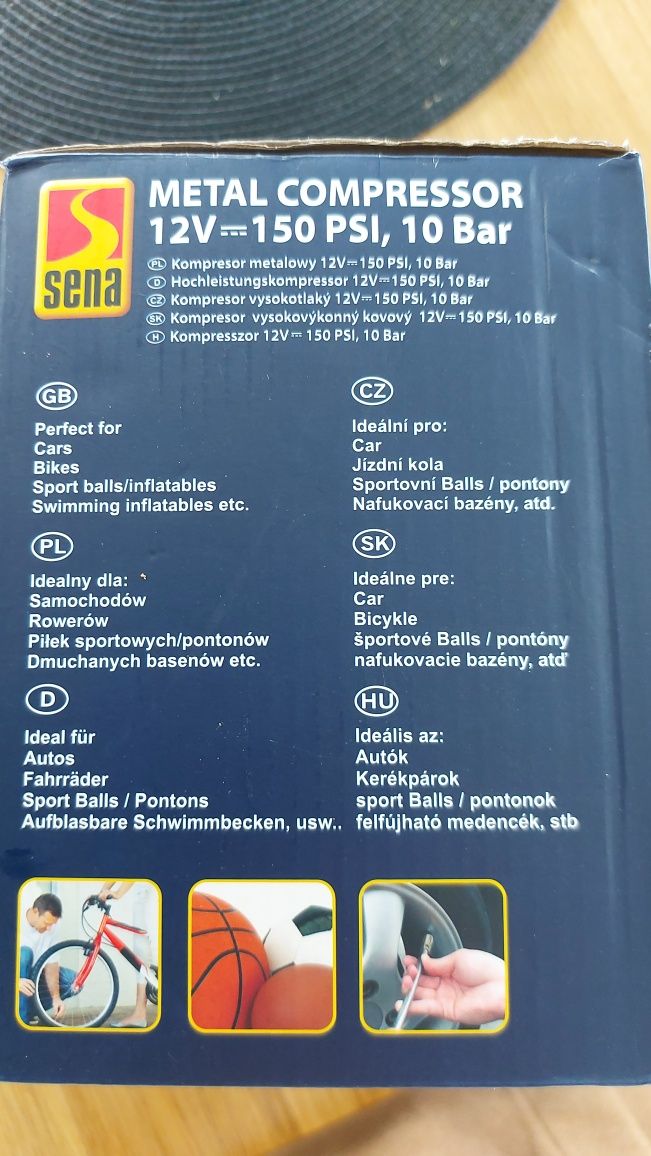 sena
METAL COMPRESSOR
12V⎓150 PSI, 10 Bar
PL Kompresor metalowy 12V⎓150 PSI, 10 Bar
D Hochleistungskompressor 12V⎓150 PSI, 10 Bar
CZ Kompresor vysokotlaký 12V⎓150 PSI, 10 Bar
SK Kompresor vysokovýkonný kovový 12V⎓150 PSI, 10 Bar
H Kompresszor 12V⎓ 150 PSI, 10 Bar
GB
Perfect for
Cars
Bikes
Sport balls/inflatables
Swimming inflatables etc.
CZ
Ideální pro:
Car
Jízdní kola
Sportovní Balls / pontony
Nafukovací bazény, atd.
PL
Idealny dla:
Samochodów
Rowerów
Piłek sportowych/pontonów
Dmuchanych basenów etc.
SK
Ideálne pre:
Car
Bicykle
športové Balls / pontóny
nafukovacie bazény, atď
D
Ideal für
Autos
Fahrräder
Sport Balls / Pontons
Aufblasbare Schwimmbecken, usw..
HU
Ideális az:
Autók
Kerékpárok
sport Balls / pontonok
felfújható medencék, stb